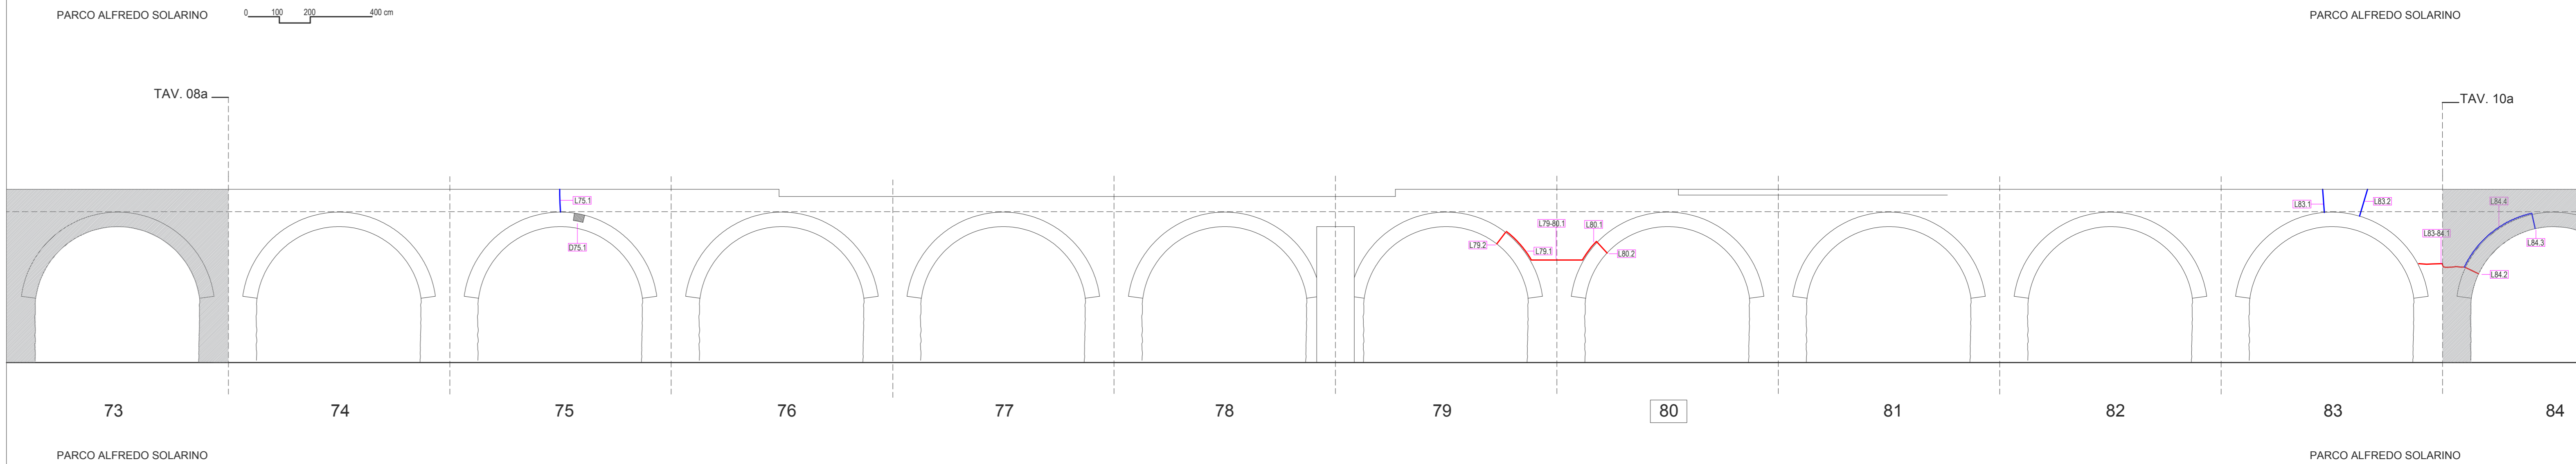 PARCO ALFREDO SOLARINO
0 100 200 400 cm
PARCO ALFREDO SOLARINO
TAV. 08a
TAV. 10a
L75.1
D75.1
L79.2
L79.1
L79-80.1
L80.1
L80.2
L83.1
L83.2
L83-84.1
L84.4
L84.3
L84.2
73 74 75 76 77 78 79 80 81 82 83 84
PARCO ALFREDO SOLARINO
PARCO ALFREDO SOLARINO